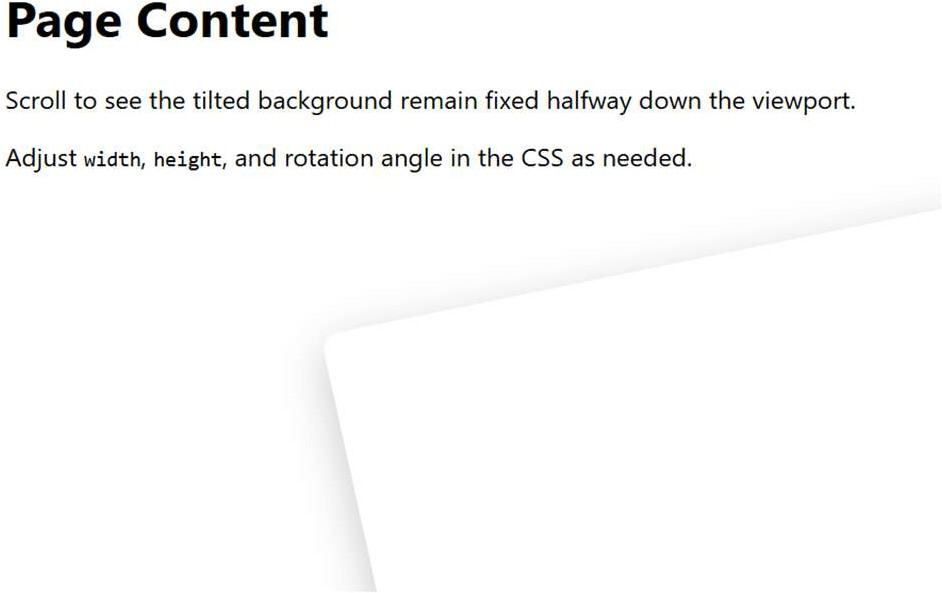 Page Content
Scroll to see the tilted background remain fixed halfway down the viewport.
Adjust width, height, and rotation angle in the CSS as needed.